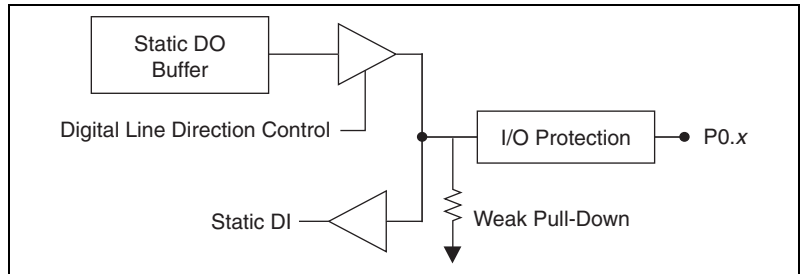 Static DO
Buffer
Digital Line Direction Control
I/O Protection
P0.x
Static DI
Weak Pull-Down